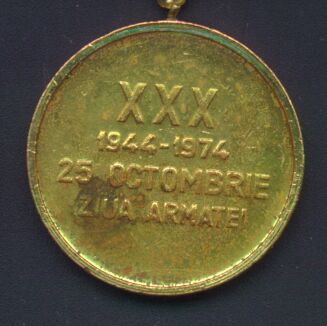 XXX
1944-1974
25 OCTOMBRIE
ZIUA ARMATEI